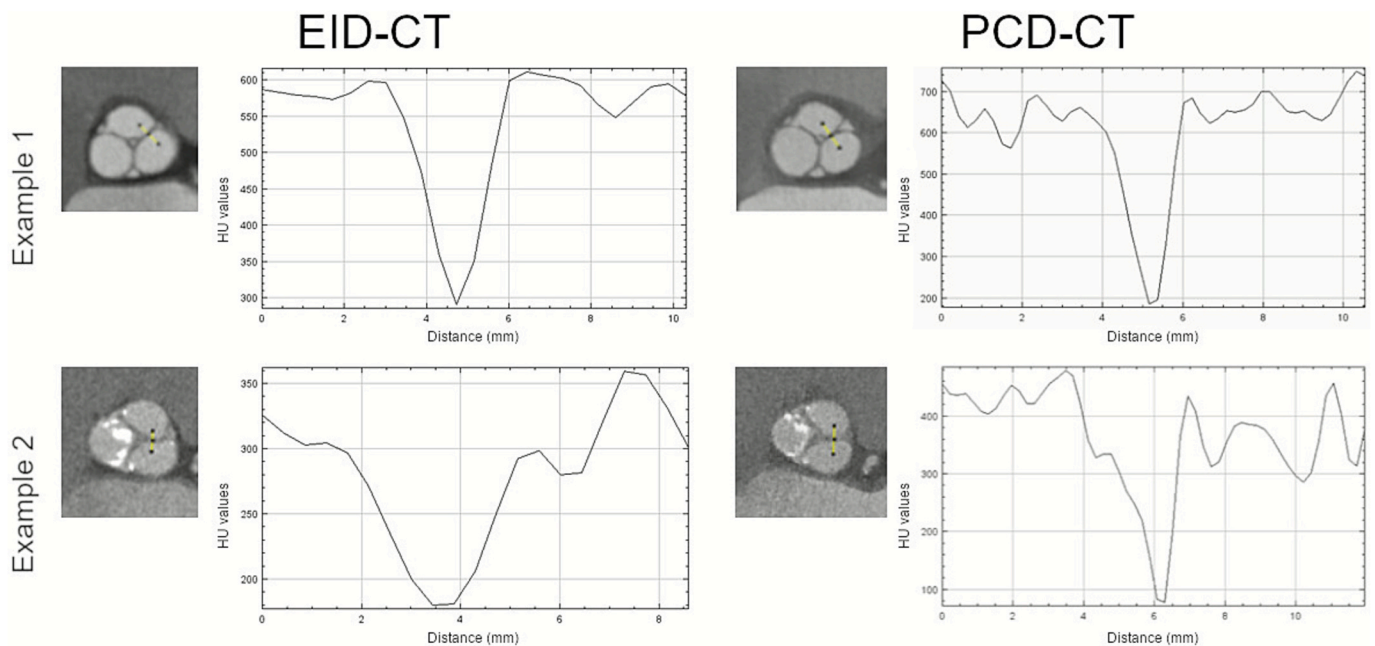 EID-CT
PCD-CT
Example 1
600
550
500
450
400
350
300
HU values
0 2 4 6 8 10
Distance (mm)
700
600
500
400
300
200
HU values
0 2 4 6 8 10
Distance (mm)
Example 2
350
300
250
200
HU values
0 2 4 6 8
Distance (mm)
400
300
200
100
HU values
0 2 4 6 8 10
Distance (mm)